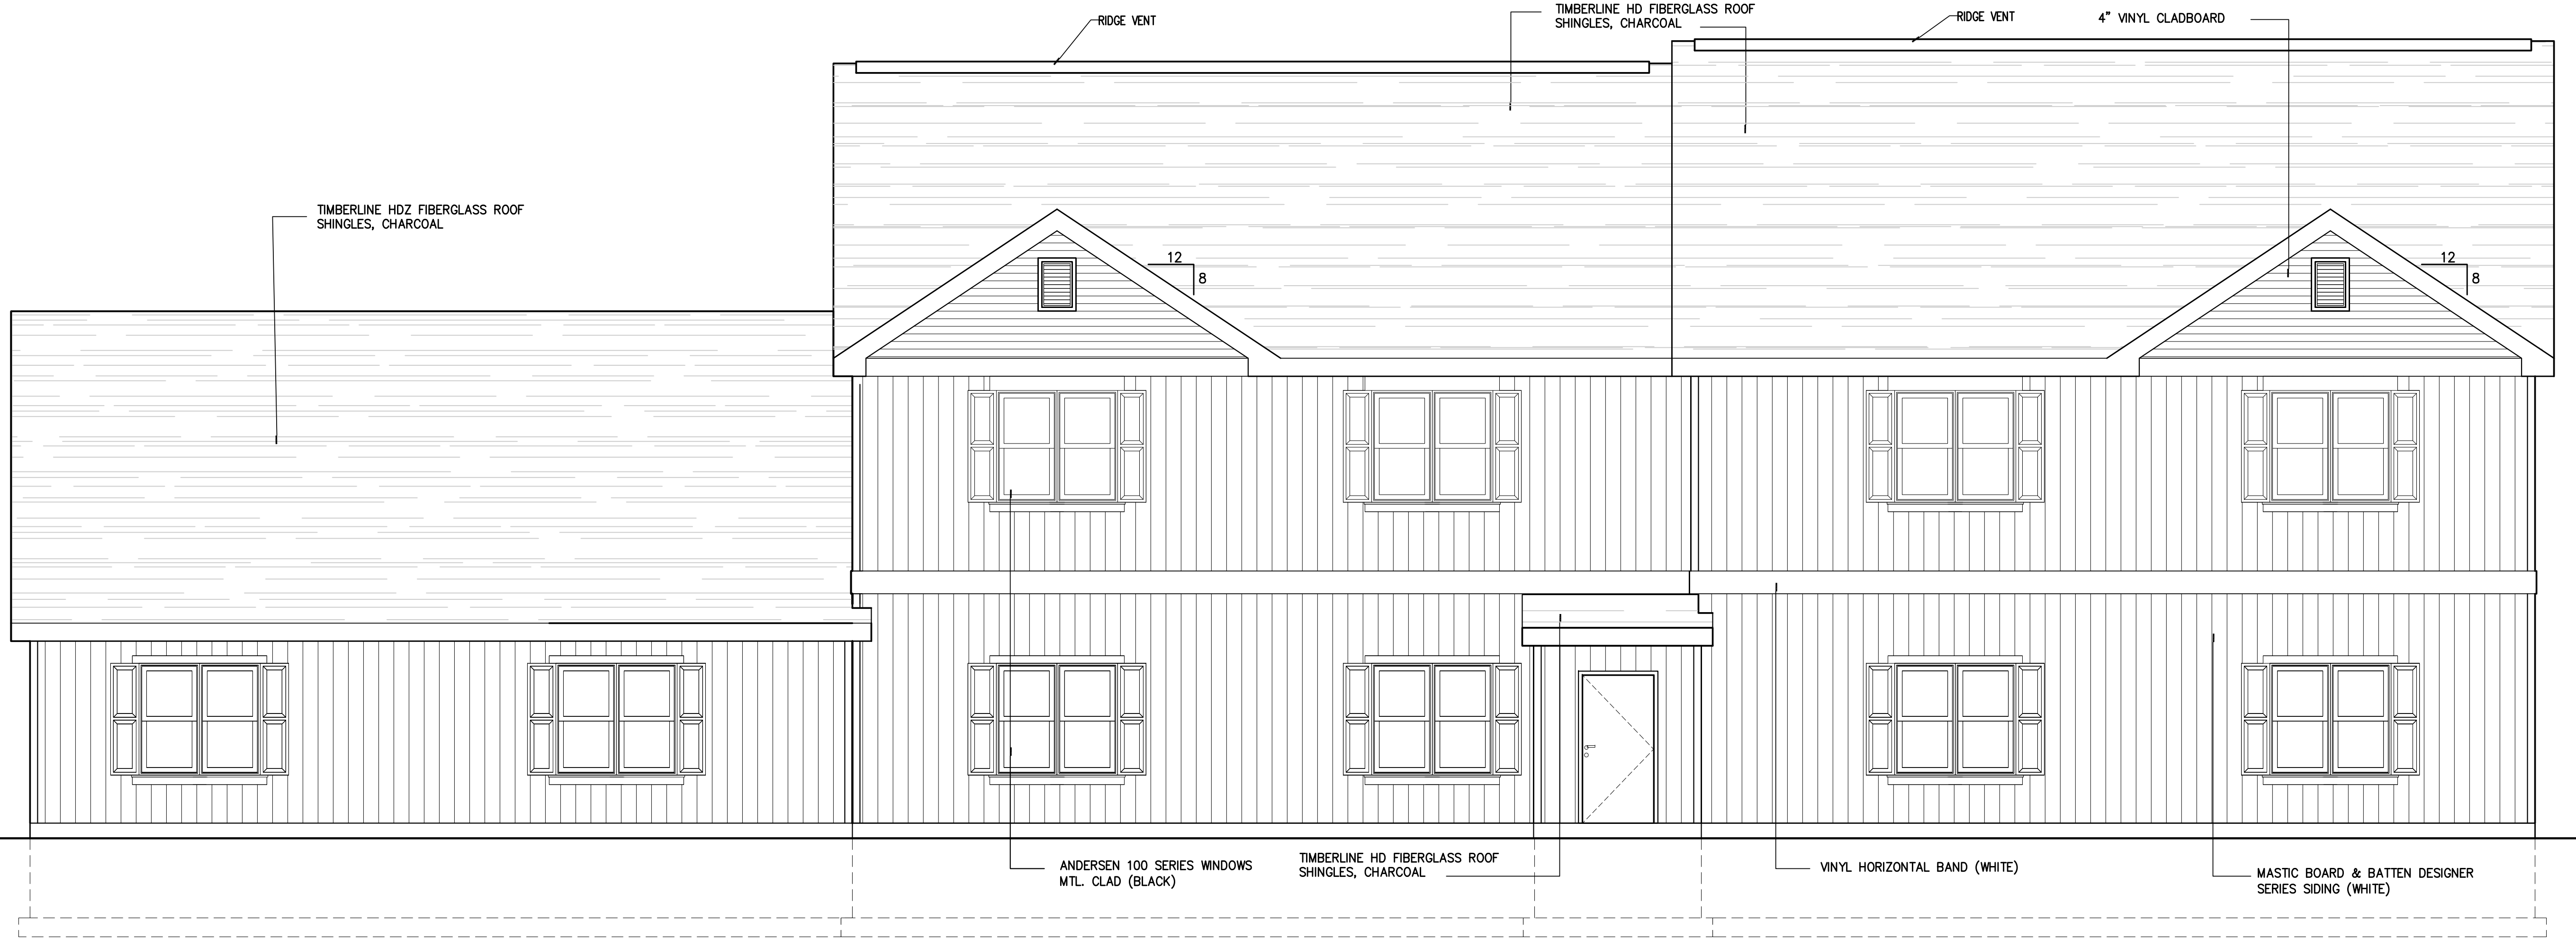 RIDGE VENT
TIMBERLINE HD FIBERGLASS ROOF
SHINGLES, CHARCOAL
RIDGE VENT
4" VINYL CLADBOARD
TIMBERLINE HDZ FIBERGLASS ROOF
SHINGLES, CHARCOAL
12
8
12
8
ANDERSEN 100 SERIES WINDOWS
MTL. CLAD (BLACK)
TIMBERLINE HD FIBERGLASS ROOF
SHINGLES, CHARCOAL
VINYL HORIZONTAL BAND (WHITE)
MASTIC BOARD & BATTEN DESIGNER
SERIES SIDING (WHITE)